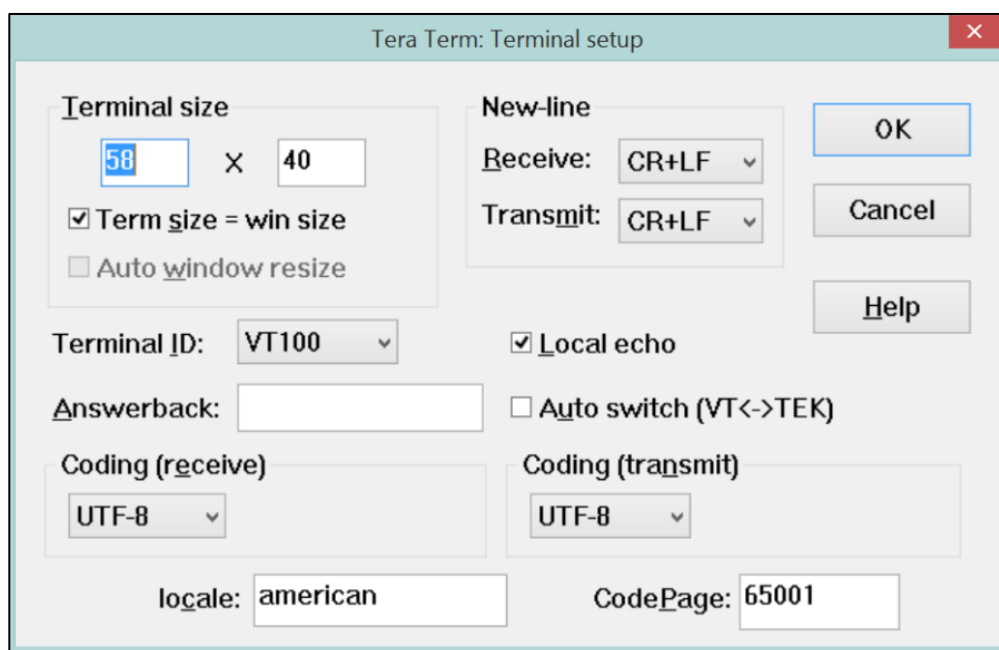 Tera Term: Terminal setup
Terminal size
58 X 40
Term size = win size
Auto window resize
New-line
Receive: CR+LF
Transmit: CR+LF
OK
Cancel
Help
Terminal ID: VT100
Local echo
Answerback:
Auto switch (VT<->TEK)
Coding (receive)
UTF-8
Coding (transmit)
UTF-8
locale: american
CodePage: 65001